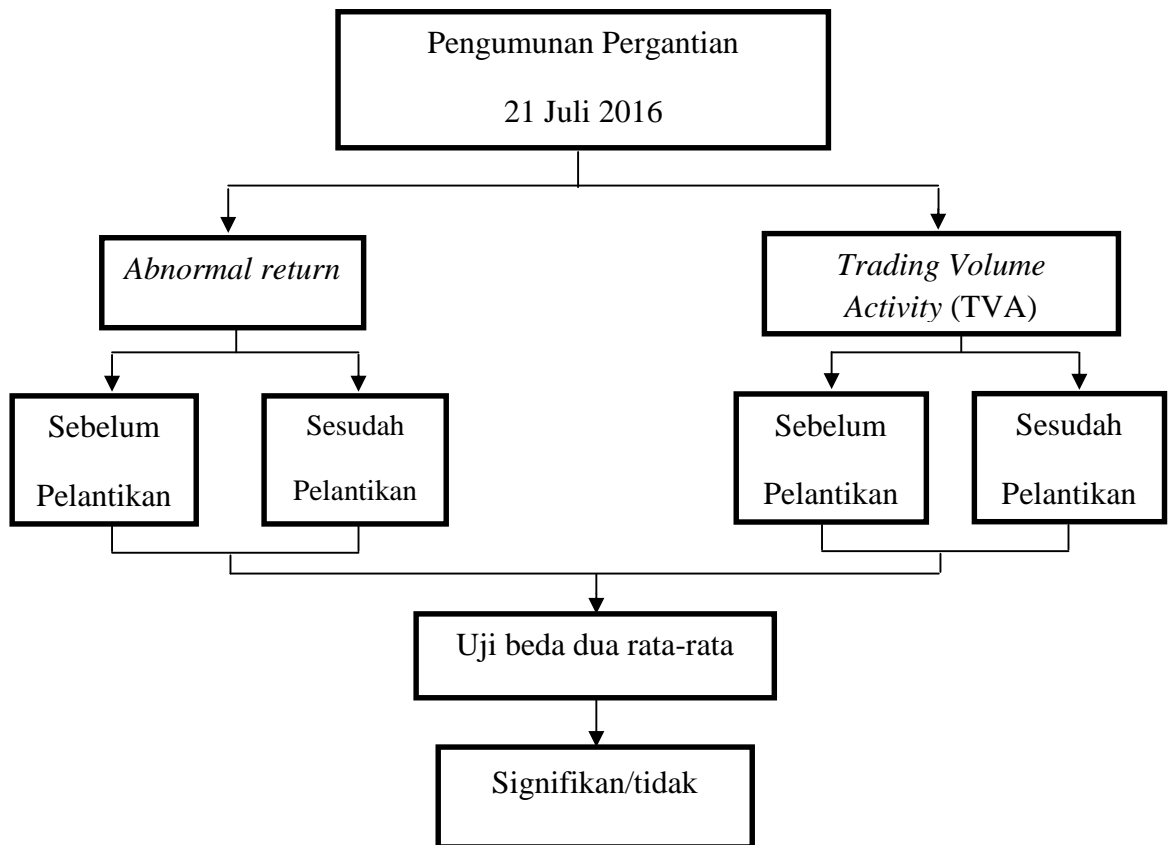 Pengumunan Pergantian
21 Juli 2016
Abnormal return
Trading Volume
Activity (TVA)
Sebelum
Pelantikan
Sesudah
Pelantikan
Sebelum
Pelantikan
Sesudah
Pelantikan
Uji beda dua rata-rata
Signifikan/tidak